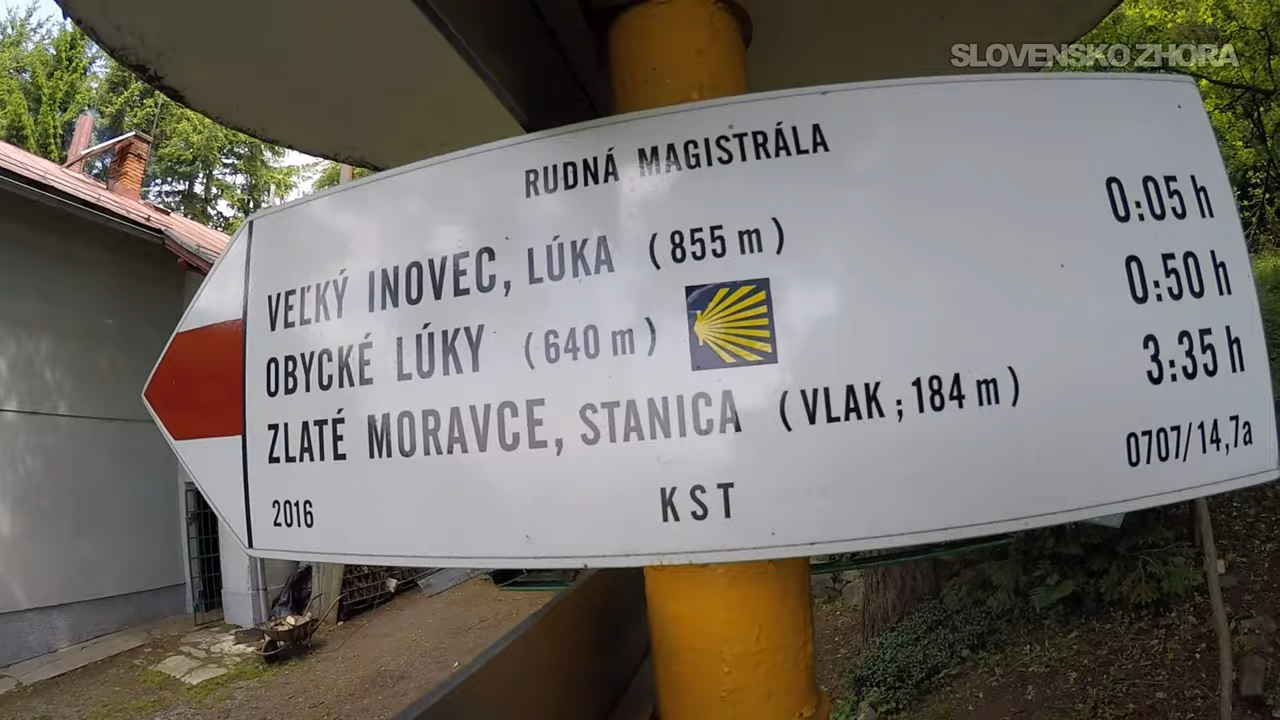 SLOVENSKO ZHORA
RUDNÁ MAGISTRÁLA
VEĽKÝ INOVEC, LÚKA (855 m) 0:05 h
OBYCKÉ LÚKY (640 m) 0:50 h
ZLATÉ MORAVCE, STANICA (VLAK; 184 m) 3:35 h
2016 KST 0707/14,7a